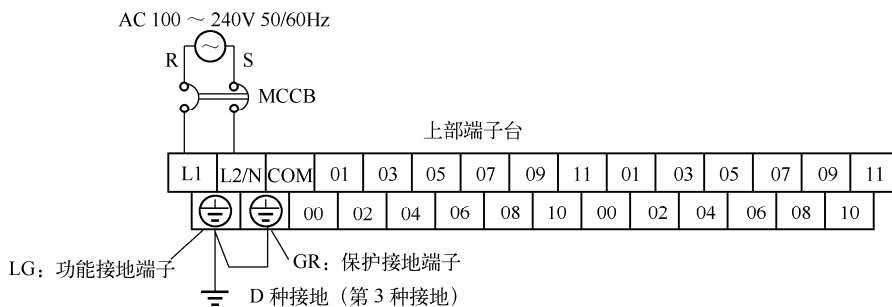 AC 100 ～ 240V 50/60Hz
R S
MCCB
上部端子台
L1 L2/N COM 01 03 05 07 09 11 01 03 05 07 09 11
00 02 04 06 08 10 00 02 04 06 08 10
LG：功能接地端子
GR：保护接地端子
D 种接地（第 3 种接地）